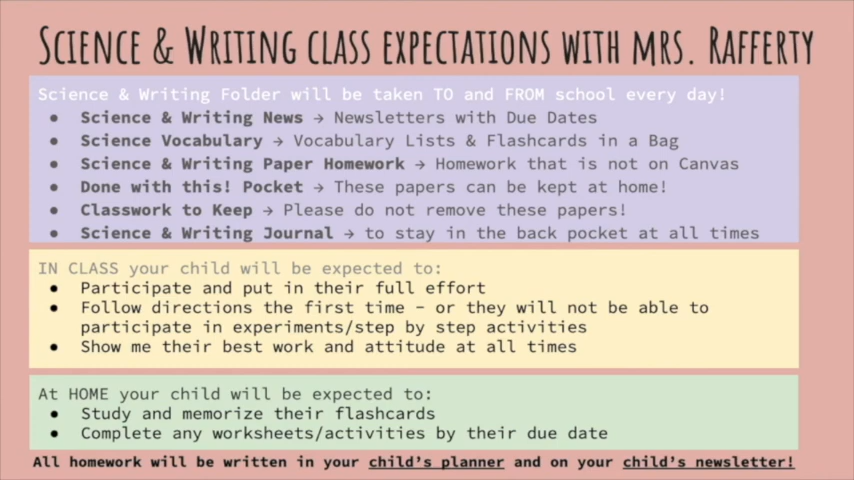 SCIENCE & WRITING CLASS EXPECTATIONS WITH MRS. RAFFERTY
Science & Writing Folder will be taken TO and FROM school every day!
● Science & Writing News → Newsletters with Due Dates
● Science Vocabulary → Vocabulary Lists & Flashcards in a Bag
● Science & Writing Paper Homework → Homework that is not on Canvas
● Done with this! Pocket → These papers can be kept at home!
● Classwork to Keep → Please do not remove these papers!
● Science & Writing Journal → to stay in the back pocket at all times
IN CLASS your child will be expected to:
● Participate and put in their full effort
● Follow directions the first time - or they will not be able to
participate in experiments/step by step activities
● Show me their best work and attitude at all times
At HOME your child will be expected to:
● Study and memorize their flashcards
● Complete any worksheets/activities by their due date
All homework will be written in your child's planner and on your child's newsletter!